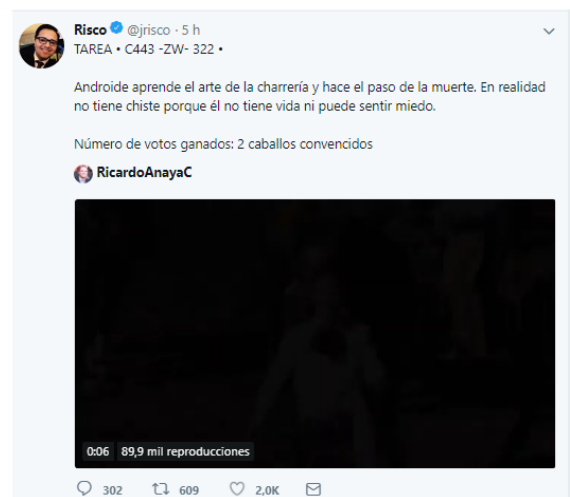 Risco @jrisco · 5 h
TAREA • C443 -ZW- 322 •
Androide aprende el arte de la charrería y hace el paso de la muerte. En realidad
no tiene chiste porque él no tiene vida ni puede sentir miedo.
Número de votos ganados: 2 caballos convencidos
RicardoAnayaC
0:06 89,9 mil reproducciones
302 609 2,0K